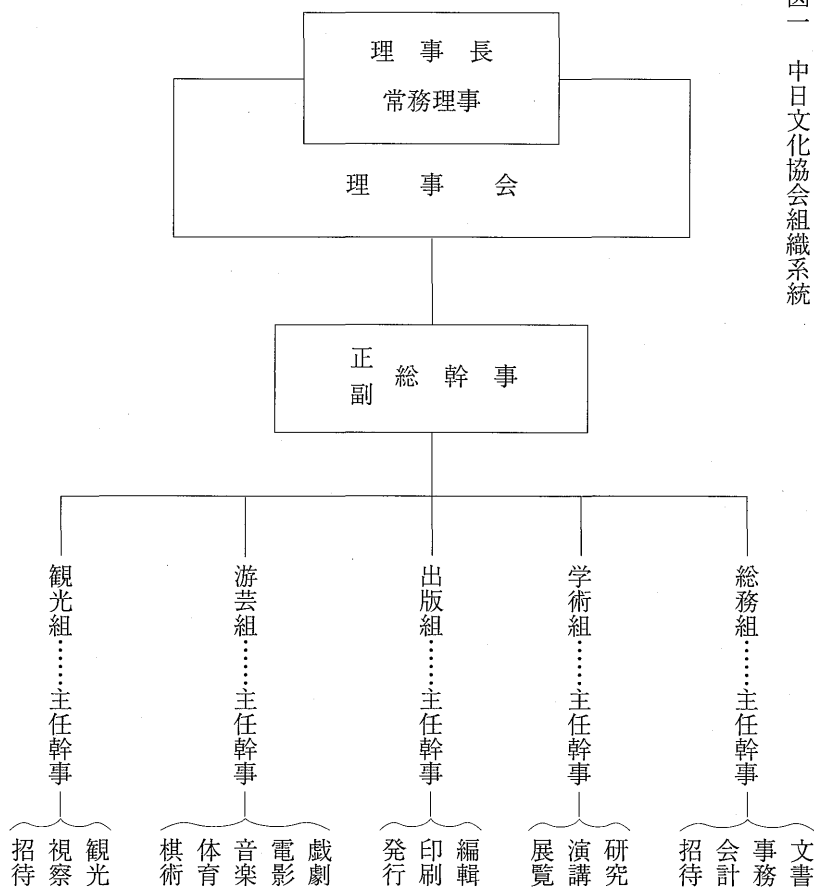 図一 中日文化協会組織系統
理事長
常務理事
理事会
正副 総幹事
総務組……主任幹事
文書
事務
会計
招待
学術組……主任幹事
研究
演講
展覧
出版組……主任幹事
編輯
印刷
発行
游芸組……主任幹事
戯劇
電影
音楽
体育
棋術
観光組……主任幹事
観光
視察
招待